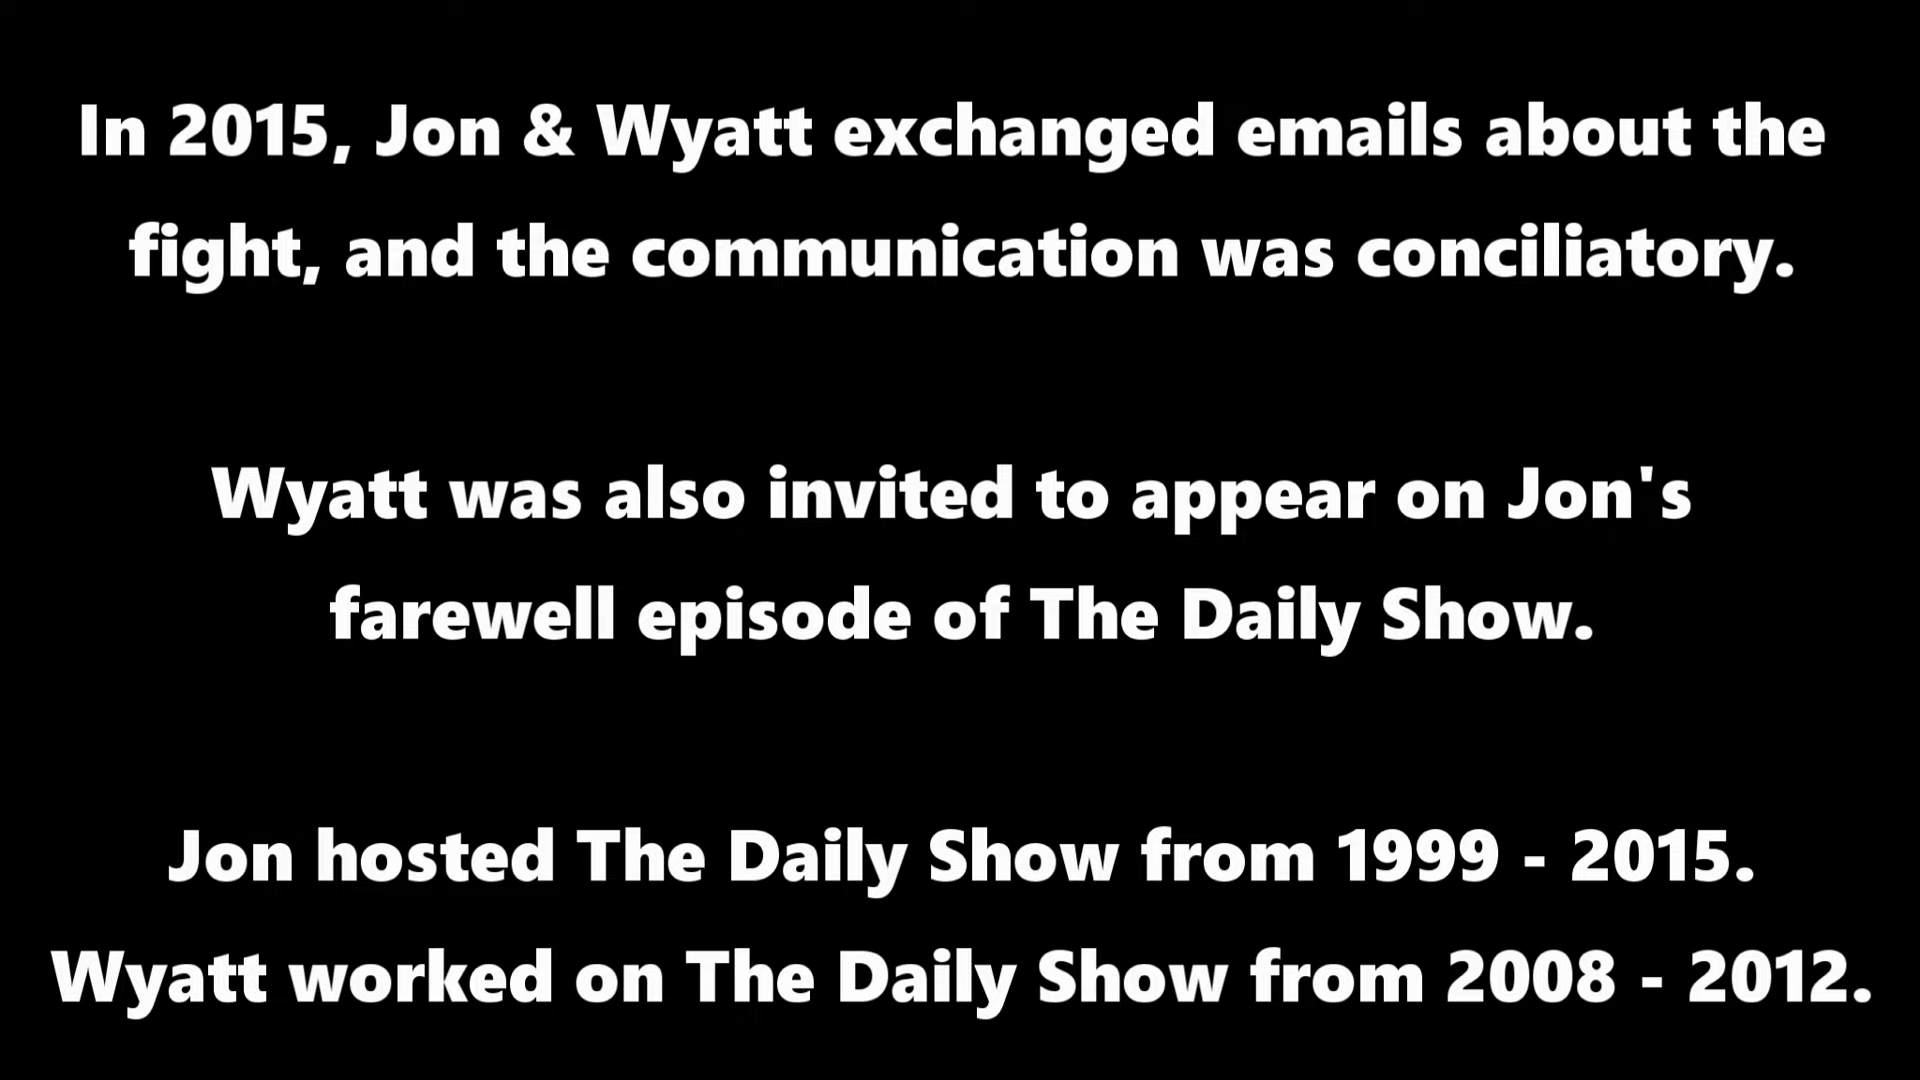 In 2015, Jon & Wyatt exchanged emails about the
fight, and the communication was conciliatory.
Wyatt was also invited to appear on Jon's
farewell episode of The Daily Show.
Jon hosted The Daily Show from 1999 - 2015.
Wyatt worked on The Daily Show from 2008 - 2012.